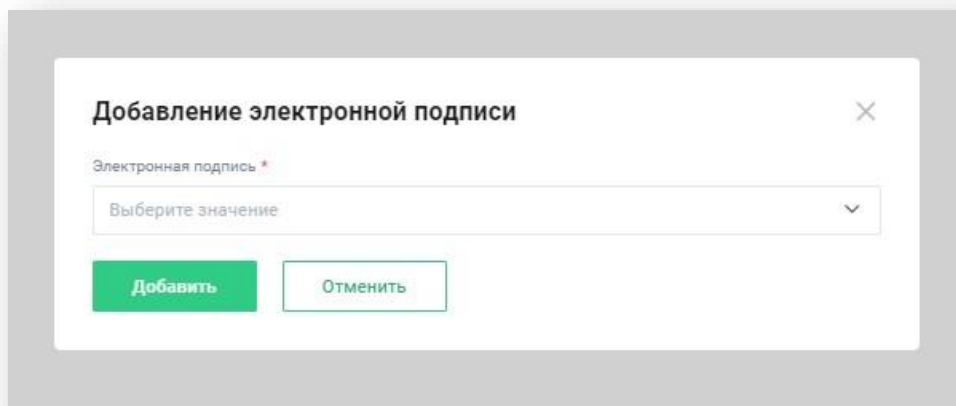 Добавление электронной подписи
Электронная подпись *
Выберите значение
Добавить
Отменить